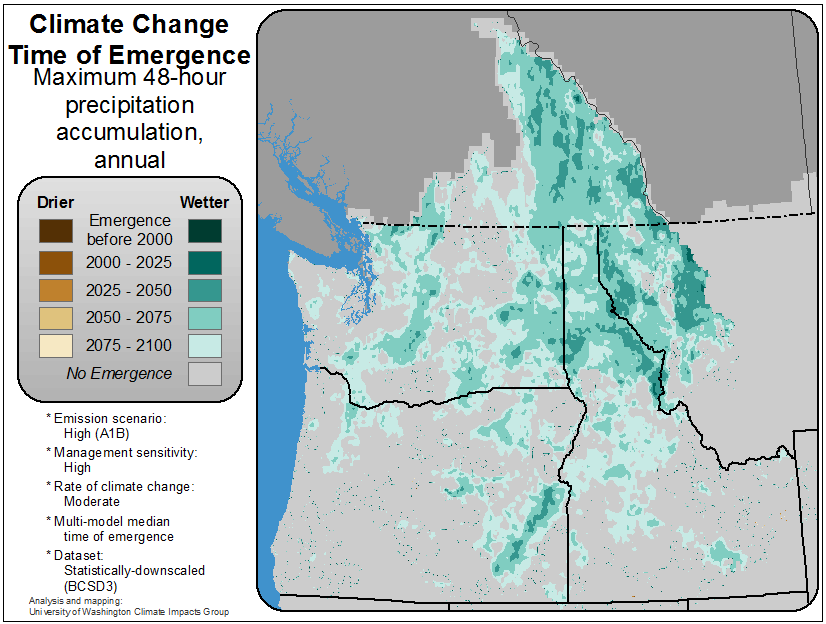 Climate Change
Time of Emergence
Maximum 48-hour
precipitation
accumulation,
annual
Drier
Wetter
Emergence
before 2000
2000 - 2025
2025 - 2050
2050 - 2075
2075 - 2100
No Emergence
* Emission scenario:
High (A1B)
* Management sensitivity:
High
* Rate of climate change:
Moderate
* Multi-model median
time of emergence
* Dataset:
Statistically-downscaled
(BCSD3)
Analysis and mapping:
University of Washington Climate Impacts Group